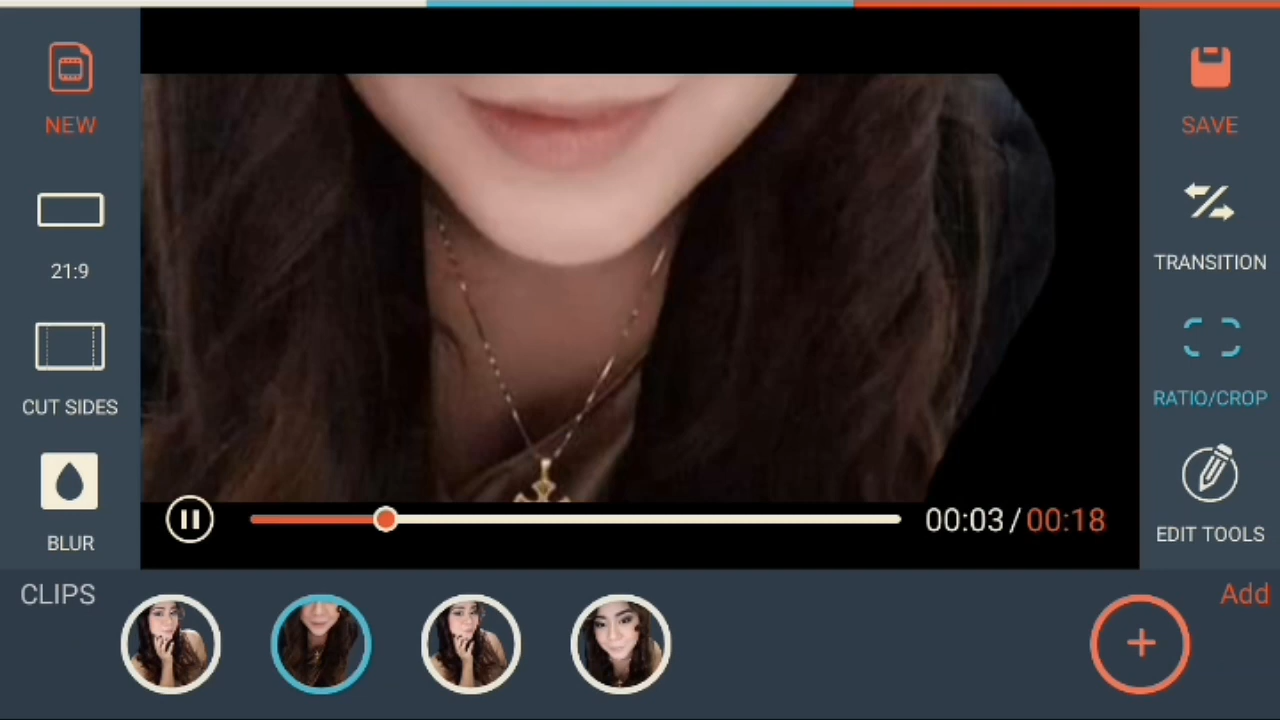 NEW
21:9
CUT SIDES
BLUR
00:03/00:18
SAVE
TRANSITION
RATIO/CROP
EDIT TOOLS
CLIPS
Add